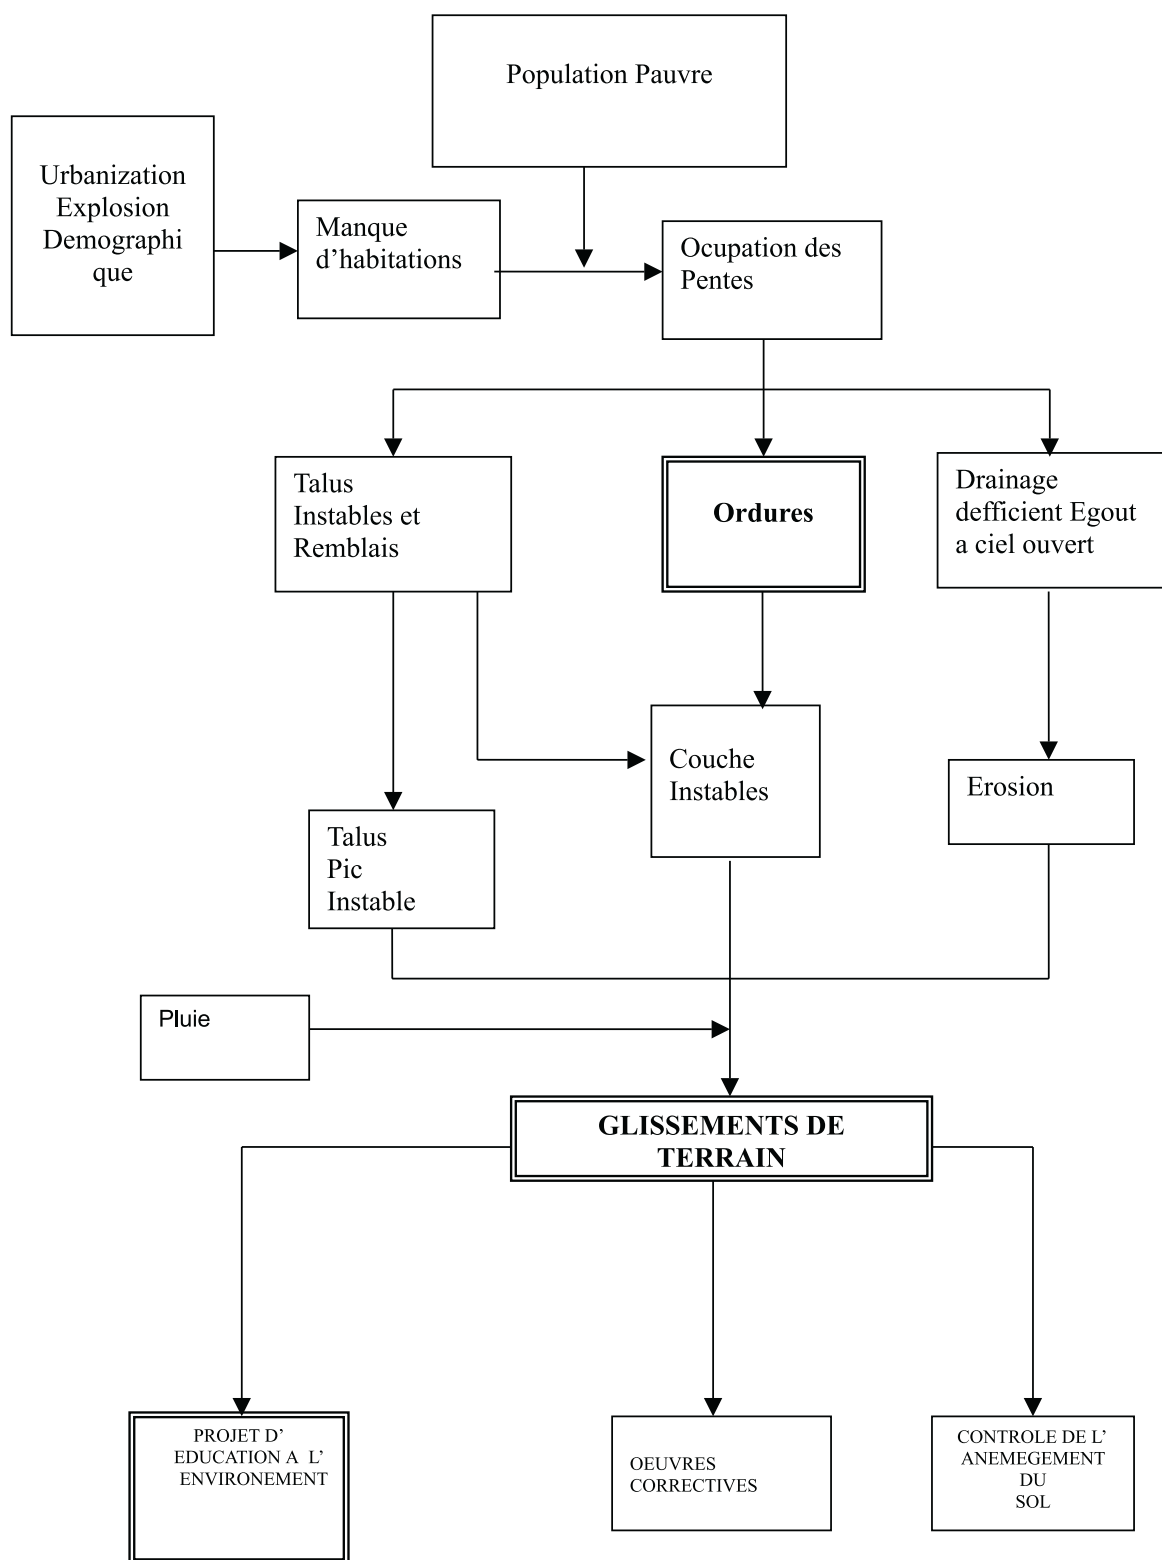 Population Pauvre
Urbanization
Explosion
Demographi
que
Manque
d’habitations
Ocupation des
Pentes
Talus
Instables et
Remblais
Ordures
Drainage
defficient Egout
a ciel ouvert
Couche
Instables
Erosion
Talus
Pic
Instable
Pluie
GLISSEMENTS DE
TERRAIN
PROJET D’
EDUCATION A L’
ENVIRONEMENT
OEUVRES
CORRECTIVES
CONTROLE DE L’
ANEMEGEMENT
DU
SOL